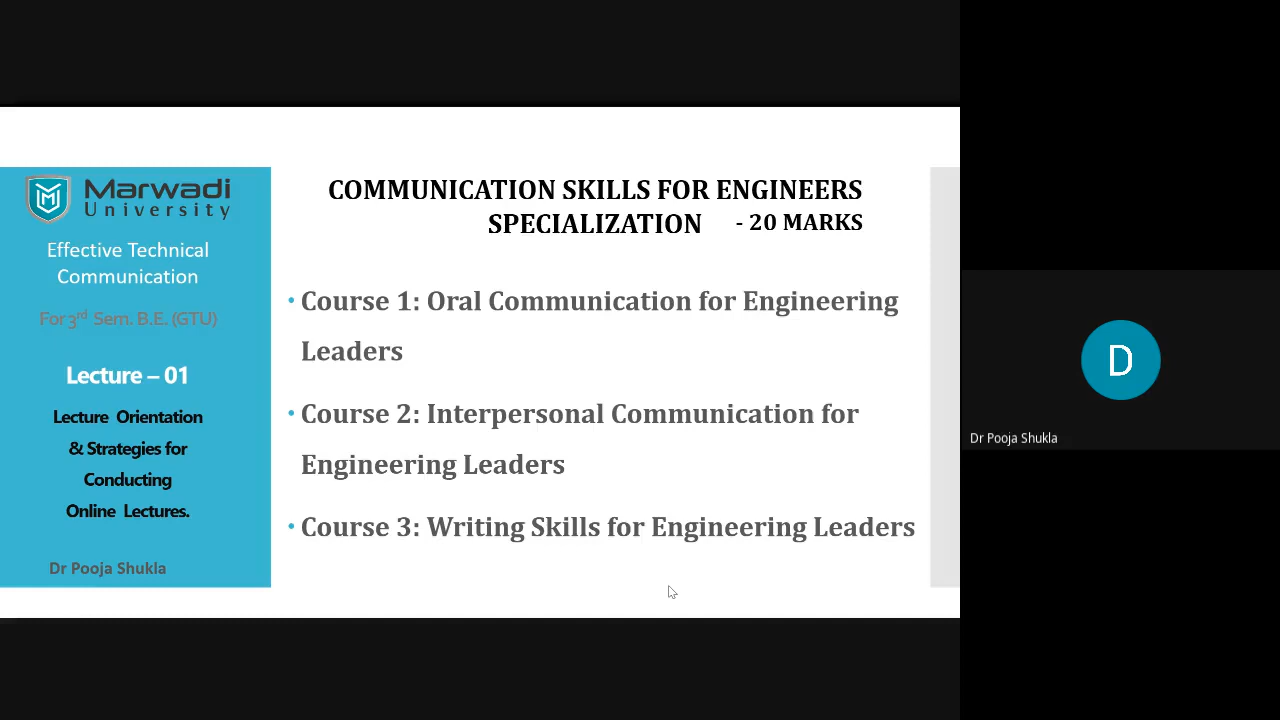 Marwadi
University
Effective Technical
Communication
For 3rd Sem. B.E. (GTU)
Lecture – 01
Lecture Orientation
& Strategies for
Conducting
Online Lectures.
Dr Pooja Shukla
COMMUNICATION SKILLS FOR ENGINEERS
SPECIALIZATION - 20 MARKS
• Course 1: Oral Communication for Engineering
Leaders
• Course 2: Interpersonal Communication for
Engineering Leaders
• Course 3: Writing Skills for Engineering Leaders
D
Dr Pooja Shukla